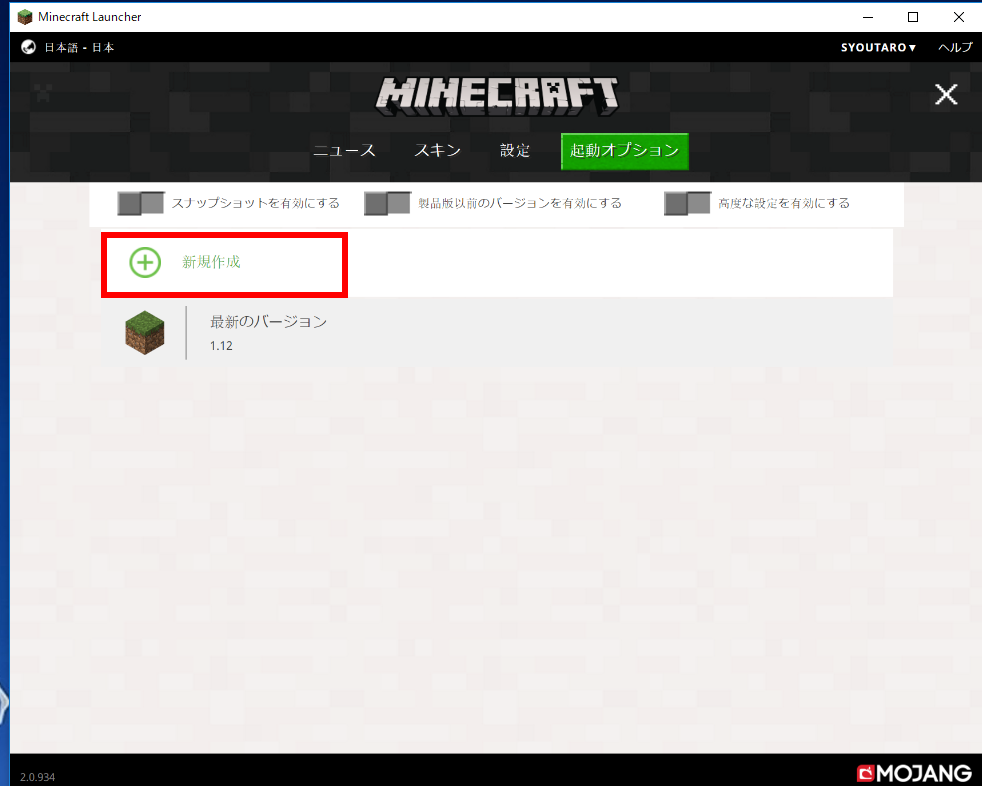 Minecraft Launcher
日本語 - 日本
SYOUTARO▼ ヘルプ
MINECRAFT
ニュース スキン 設定 起動オプション
スナップショットを有効にする 製品版以前のバージョンを有効にする 高度な設定を有効にする
新規作成
最新のバージョン
1.12
2.0.934
MOJANG